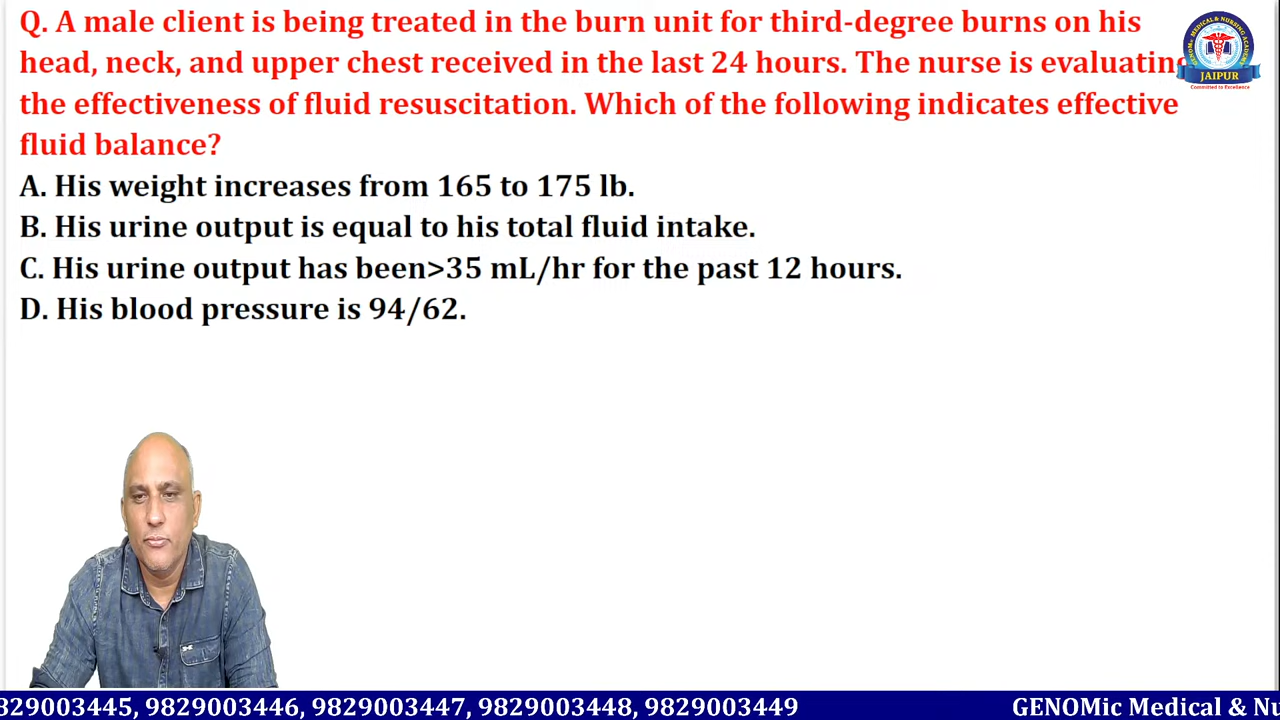 Q. A male client is being treated in the burn unit for third-degree burns on his
head, neck, and upper chest received in the last 24 hours. The nurse is evaluating
the effectiveness of fluid resuscitation. Which of the following indicates effective
fluid balance?
A. His weight increases from 165 to 175 lb.
B. His urine output is equal to his total fluid intake.
C. His urine output has been>35 mL/hr for the past 12 hours.
D. His blood pressure is 94/62.
JAIPUR
Committed to Excellence
829003445, 9829003446, 9829003447, 9829003448, 9829003449 GENOMic Medical & Nu